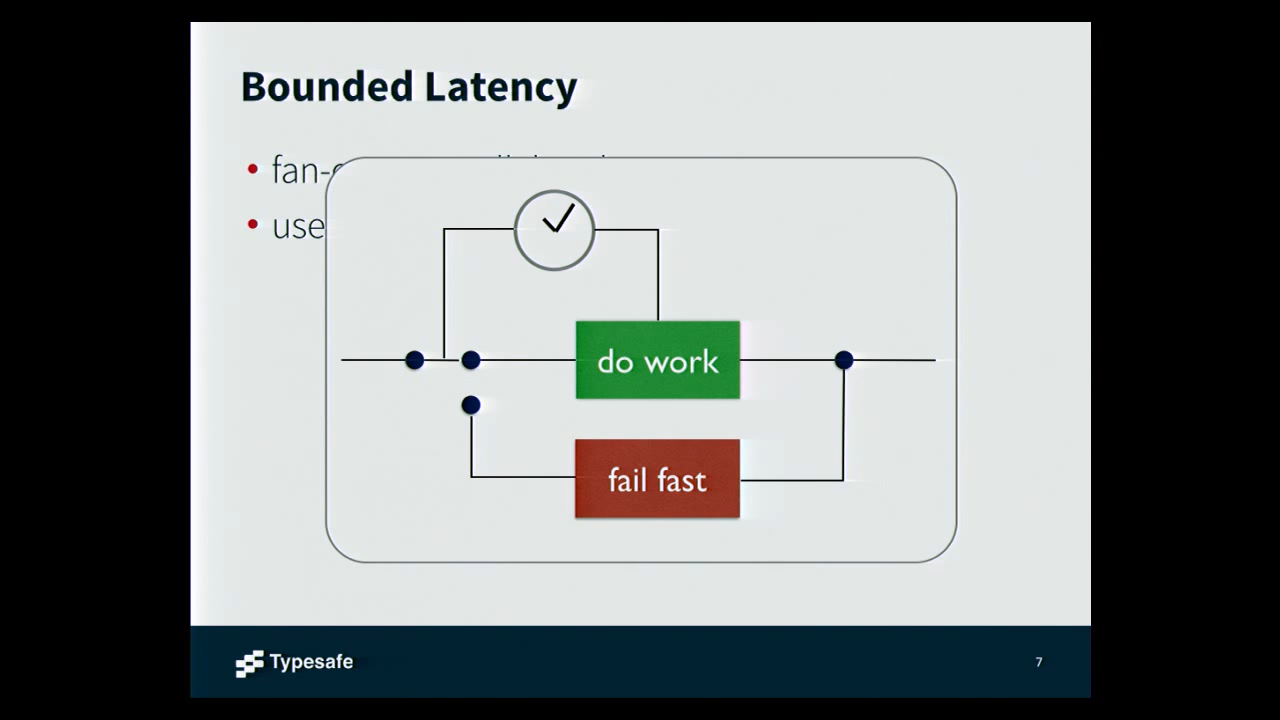 Bounded Latency
• fan-
• use
do work
fail fast
Typesafe
7